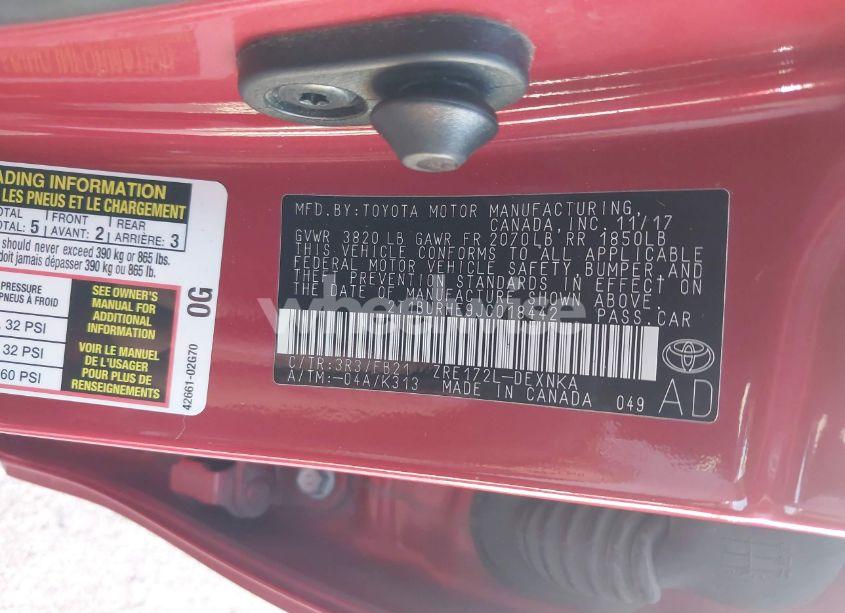 ADING INFORMATION
LES PNEUS ET LE CHARGEMENT
TOTAL FRONT REAR
TOTAL: 5 AVANT: 2 ARRIÈRE: 3
should never exceed 390 kg or 865 lbs.
doit jamais dépasser 390 kg ou 865 lb.
PRESSURE
PNEUS À FROID
32 PSI
32 PSI
60 PSI
SEE OWNER'S
MANUAL FOR
ADDITIONAL
INFORMATION
VOIR LE MANUEL
DE L'USAGER
POUR PLUS DE
RENSEIGNEMENTS
0G
42661-02G70
MFD.BY:TOYOTA MOTOR MANUFACTURING,
CANADA, INC. 11/17
GVWR 3820 LB GAWR FR 2070LB RR 1850LB
THIS VEHICLE CONFORMS TO ALL APPLICABLE
FEDERAL MOTOR VEHICLE SAFETY, BUMPER, AND
THEFT PREVENTION STANDARDS IN EFFECT ON
THE DATE OF MANUFACTURE SHOWN ABOVE.
BURHE9JC018442 PASS.CAR
C/TR:3R3/FB21 ZRE172L-DEXNKA
A/TM:-04A/K313 MADE IN CANADA 049
AD